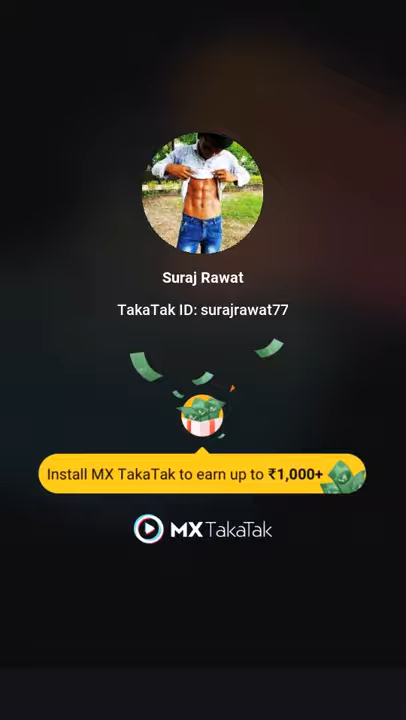 Suraj Rawat
TakaTak ID: surajrawat77
Install MX TakaTak to earn up to ₹1,000+
MX TakaTak